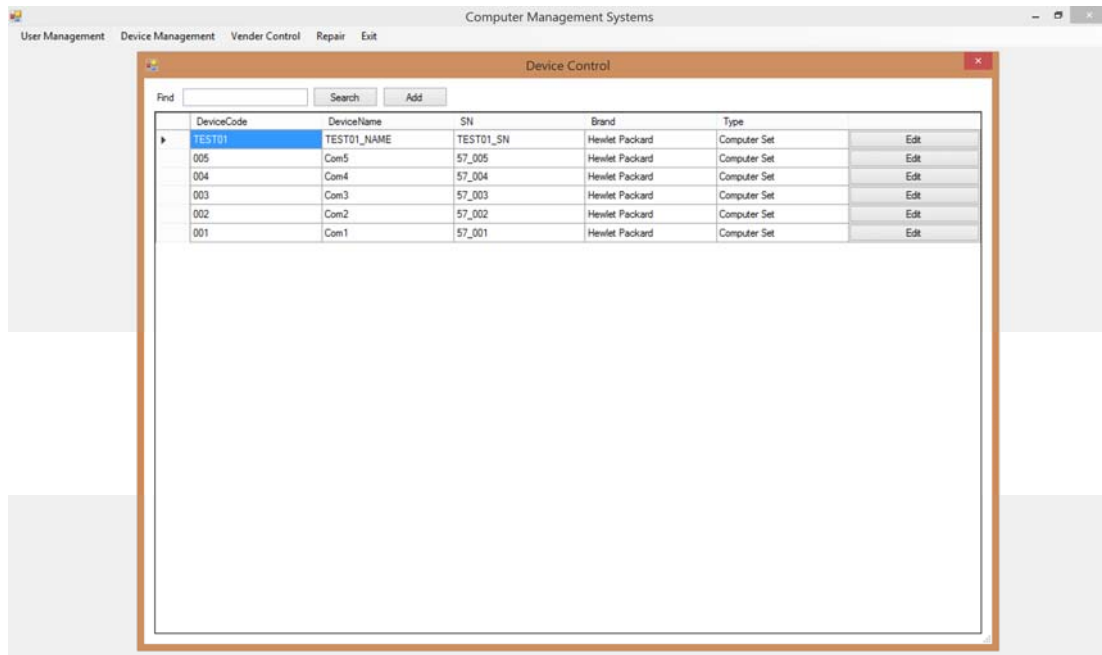 Computer Management Systems
User Management Device Management Vender Control Repair Exit
Device Control
Find Search Add
DeviceCode DeviceName SN Brand Type
TEST01 TEST01_NAME TEST01_SN Hewlet Packard Computer Set Edit
005 Com5 57_005 Hewlet Packard Computer Set Edit
004 Com4 57_004 Hewlet Packard Computer Set Edit
003 Com3 57_003 Hewlet Packard Computer Set Edit
002 Com2 57_002 Hewlet Packard Computer Set Edit
001 Com1 57_001 Hewlet Packard Computer Set Edit